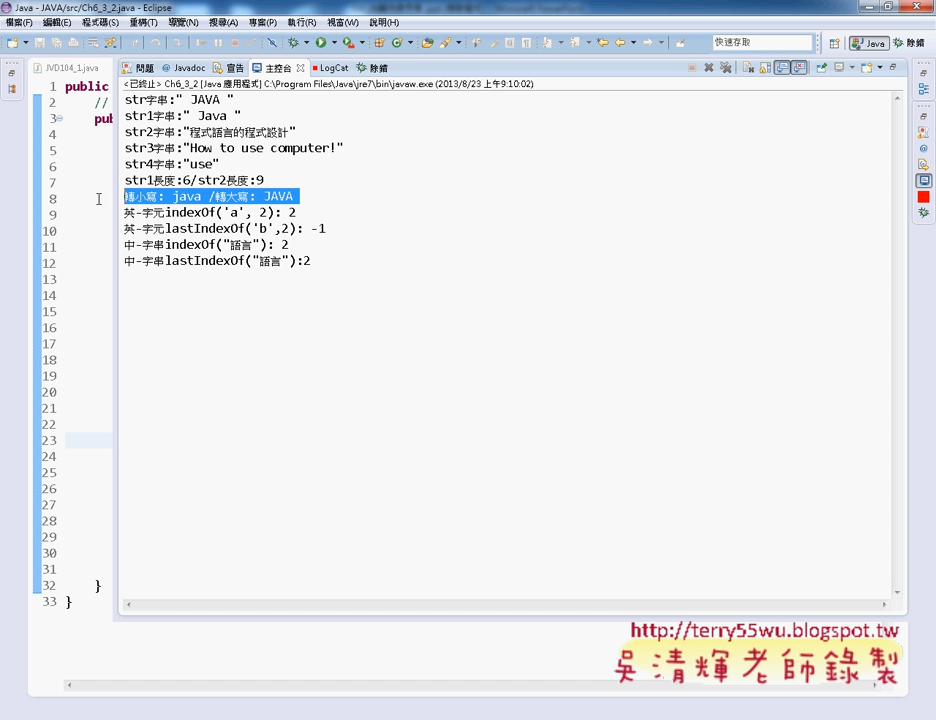 Java - JAVA/src/Ch6_3_2.java - Eclipse
檔案(F) 編輯(E) 程式碼(S) 重構(T) 導覽(N) 搜尋(A) 專案(P) 執行(R) 視窗(W) 說明(H)
快速存取
Java
除錯
JVD104_1.java
問題 @ Javadoc 宣告 主控台 LogCat 除錯
<已終止> Ch6_3_2 [Java 應用程式] C:\Program Files\Java\jre7\bin\javaw.exe (2013/8/23 上午9:10:02)
str字串:" JAVA "
str1字串:" Java "
str2字串:"程式語言的程式設計"
str3字串:"How to use computer!"
str4字串:"use"
str1長度:6/str2長度:9
轉小寫: java /轉大寫: JAVA
英-字元indexOf('a', 2): 2
英-字元lastIndexOf('b',2): -1
中-字串indexOf("語言"): 2
中-字串lastIndexOf("語言"):2
1 public
2 //
3 pub
4
5
6
7
8
9
10
11
12
13
14
15
16
17
18
19
20
21
22
23
24
25
26
27
28
29
30
31
32 }
33 }
http://terry55wu.blogspot.tw
吳清輝老師錄製